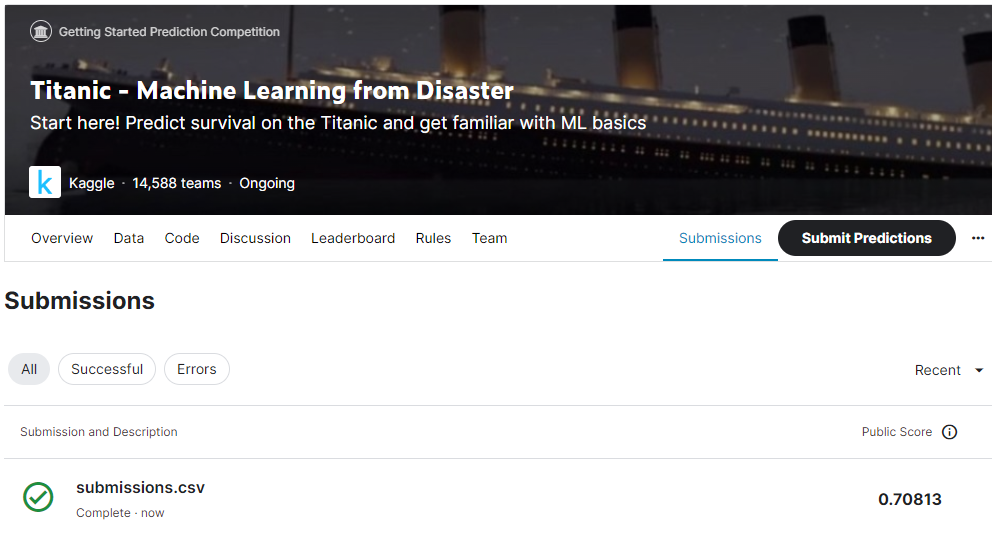 Getting Started Prediction Competition
Titanic - Machine Learning from Disaster
Start here! Predict survival on the Titanic and get familiar with ML basics
k Kaggle · 14,588 teams · Ongoing
Overview Data Code Discussion Leaderboard Rules Team Submissions Submit Predictions ···
Submissions
All Successful Errors Recent
Submission and Description Public Score
submissions.csv
Complete · now
0.70813